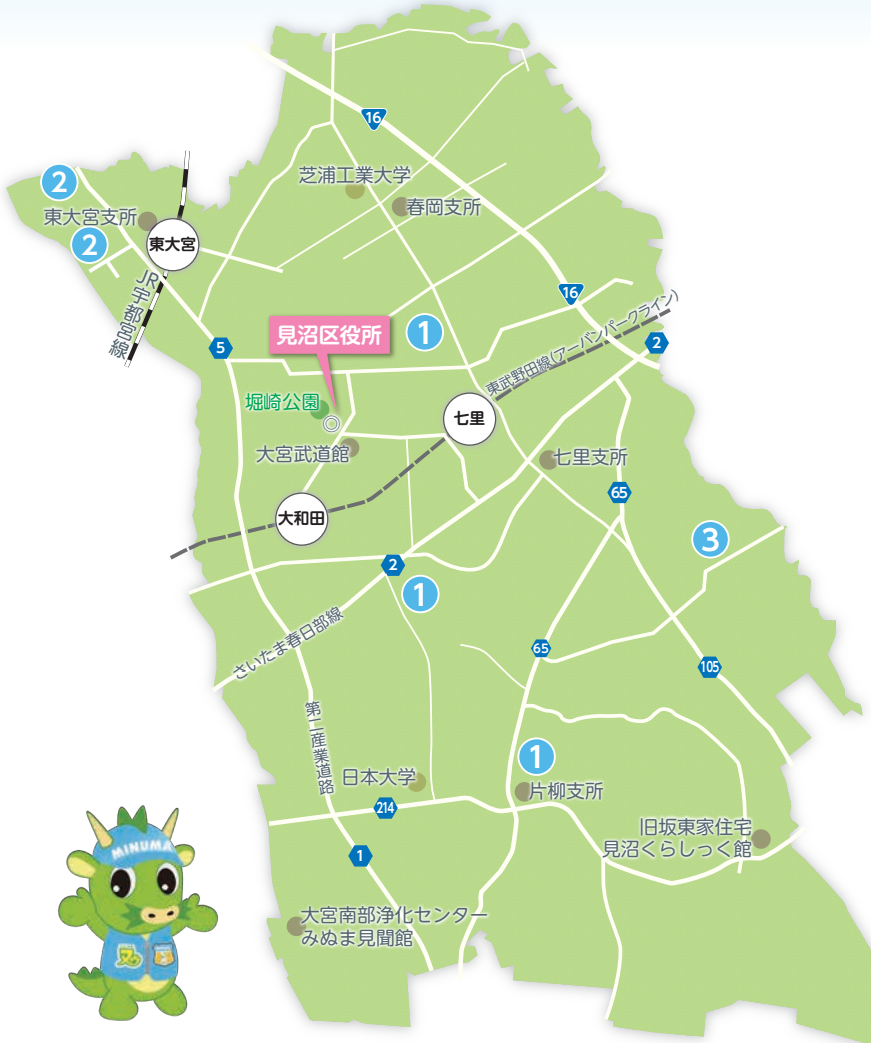 16
芝浦工業大学
春岡支所
2
東大宮支所
2
東大宮
JR宇都宮線
16
見沼区役所
1
5
東武野田線(アーバンパークライン)
2
堀崎公園
七里
大宮武道館
七里支所
65
大和田
3
2
1
さいたま春日部線
65
105
第二産業道路
1
日本大学
片柳支所
214
旧坂東家住宅
見沼くらしっく館
1
MINUMA
大宮南部浄化センター
みぬま見聞館